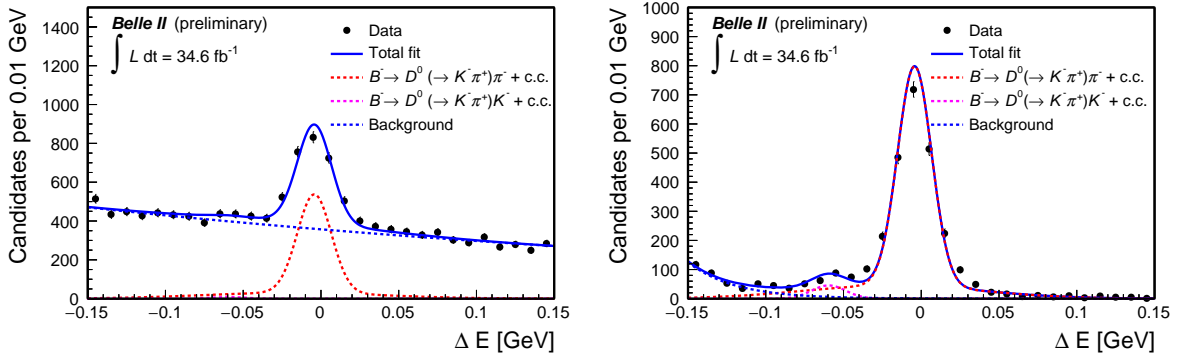 Candidates per 0.01 GeV
1400
1200
1000
800
600
400
200
0
Belle II (preliminary)
∫ L dt = 34.6 fb⁻¹
Data
Total fit
B⁻→ D⁰ (→ K⁻π⁺)π⁻ + c.c.
B⁻→ D⁰(→ K⁻π⁺)K⁻ + c.c.
Background
−0.15 −0.1 −0.05 0 0.05 0.1 0.15
Δ E [GeV]
Candidates per 0.01 GeV
1000
900
800
700
600
500
400
300
200
100
0
Belle II (preliminary)
∫ L dt = 34.6 fb⁻¹
Data
Total fit
B⁻→ D⁰ (→ K⁻π⁺)π⁻ + c.c.
B⁻→ D⁰(→ K⁻π⁺)K⁻ + c.c.
Background
−0.15 −0.1 −0.05 0 0.05 0.1 0.15
Δ E [GeV]